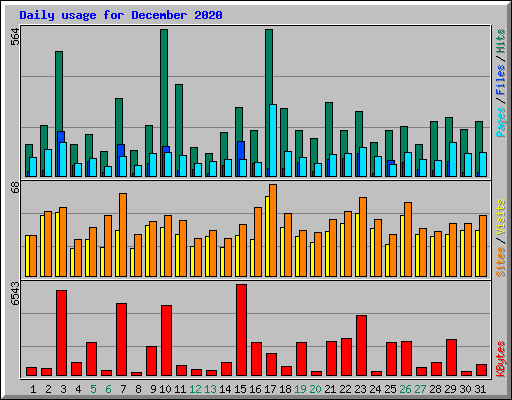 Daily usage for December 2020
564
Pages / Files / Hits
68
Sites / Visits
6543
KBytes
1 2 3 4 5 6 7 8 9 10 11 12 13 14 15 16 17 18 19 20 21 22 23 24 25 26 27 28 29 30 31